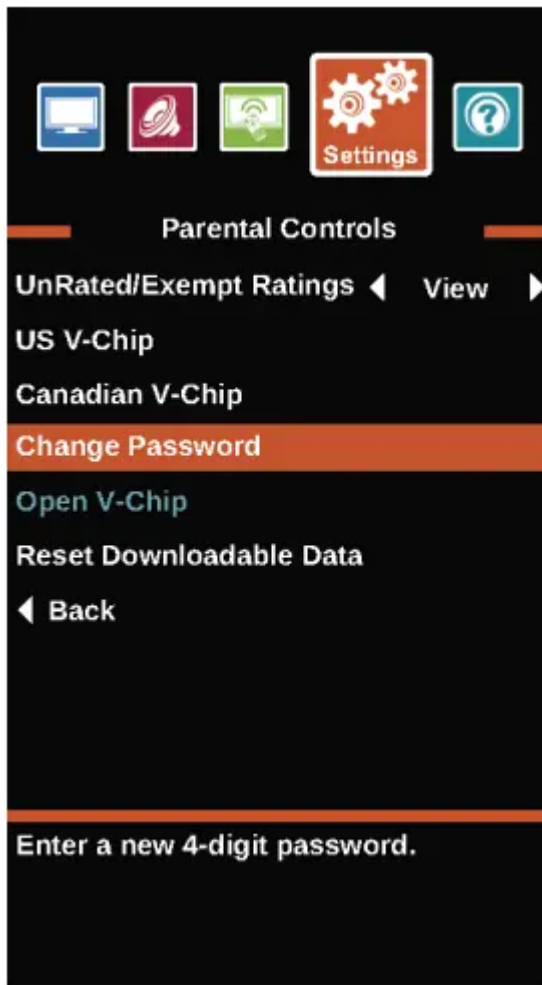 Settings
Parental Controls
UnRated/Exempt Ratings View
US V-Chip
Canadian V-Chip
Change Password
Open V-Chip
Reset Downloadable Data
Back
Enter a new 4-digit password.